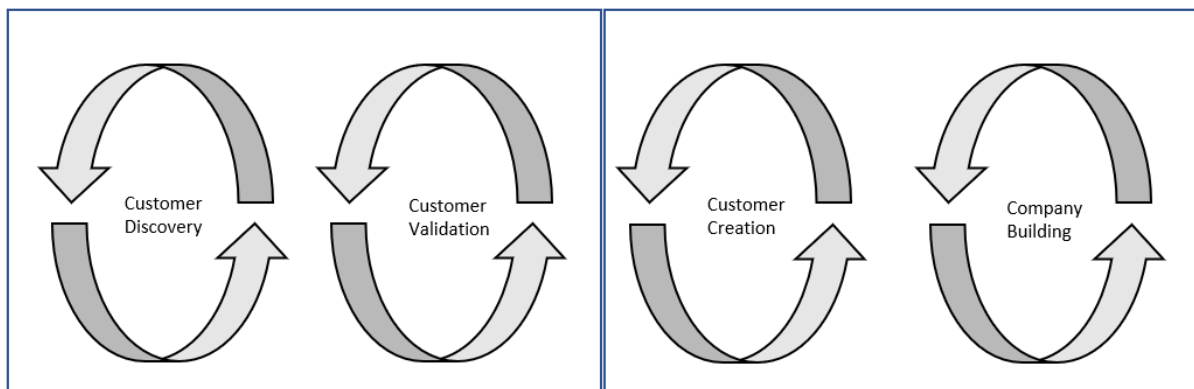 Customer
Discovery
Customer
Validation
Customer
Creation
Company
Building